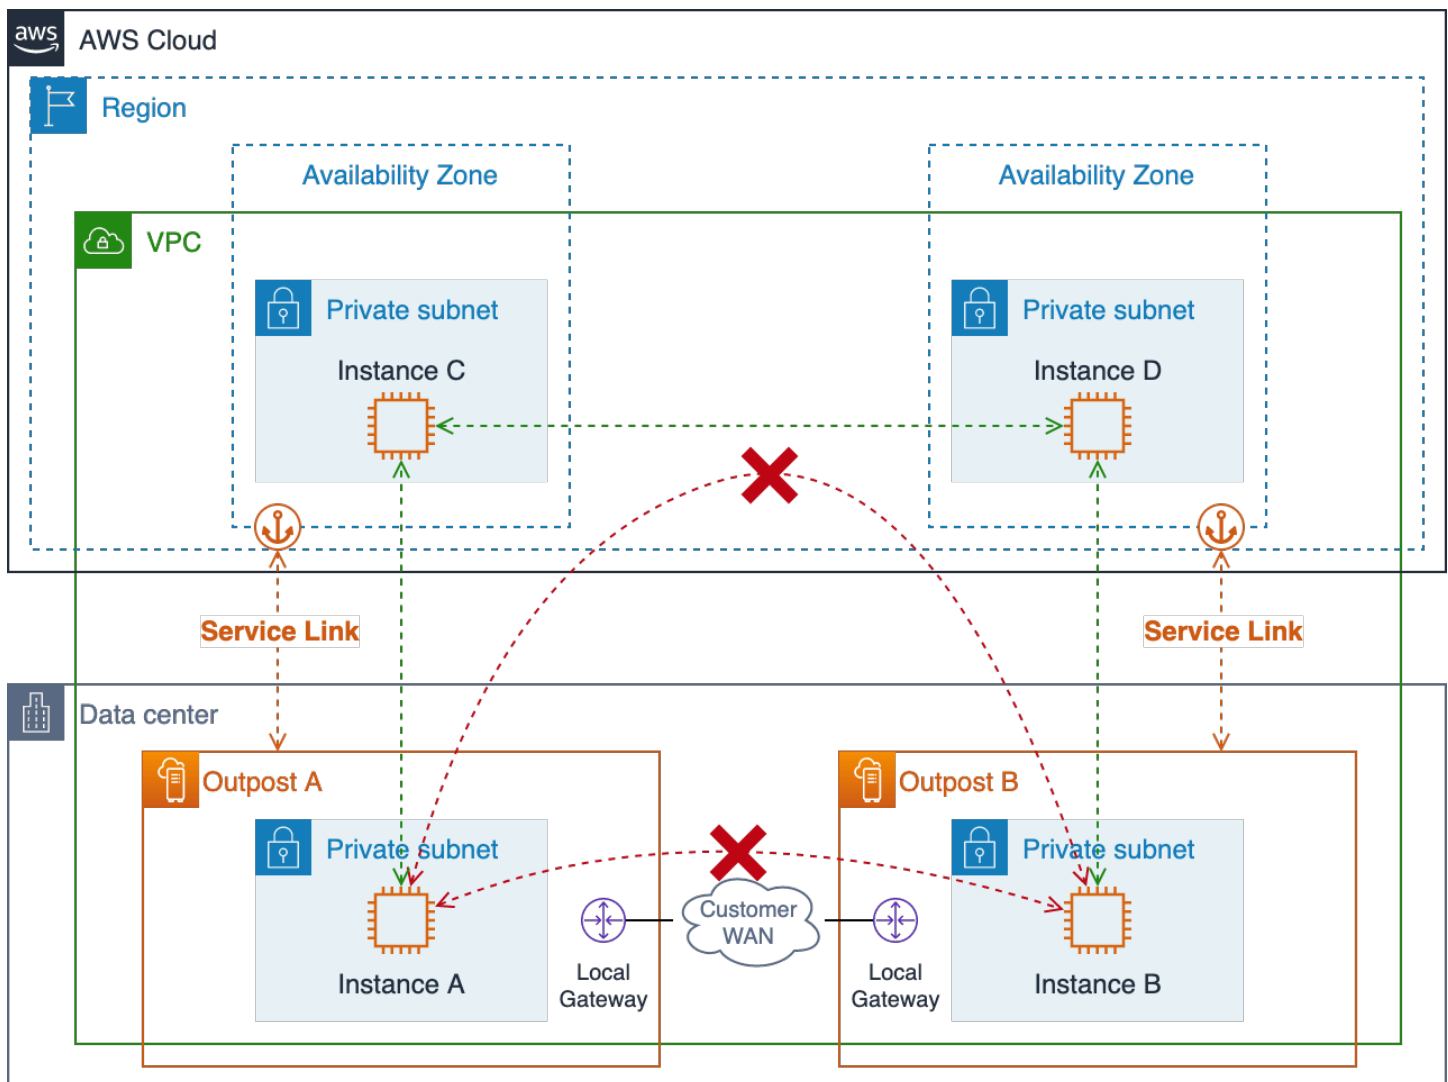 aws
AWS Cloud
Region
Availability Zone
Availability Zone
VPC
Private subnet
Private subnet
Instance C
Instance D
Service Link
Service Link
Data center
Outpost A
Outpost B
Private subnet
Private subnet
Customer
WAN
Local
Gateway
Local
Gateway
Instance A
Instance B